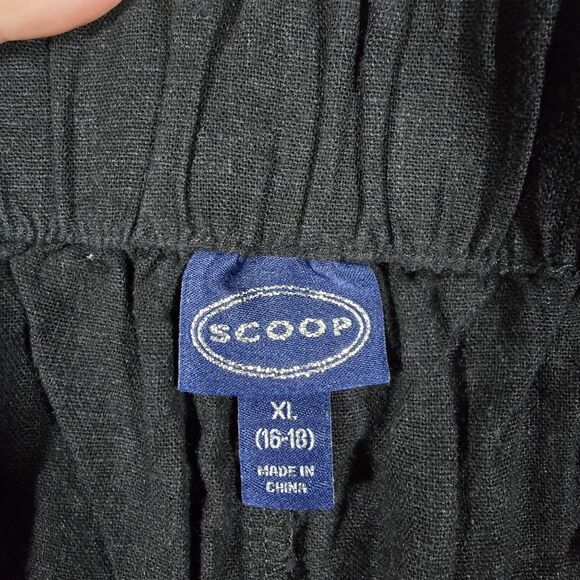 SCOOP
XL
(16-18)
MADE IN
CHINA